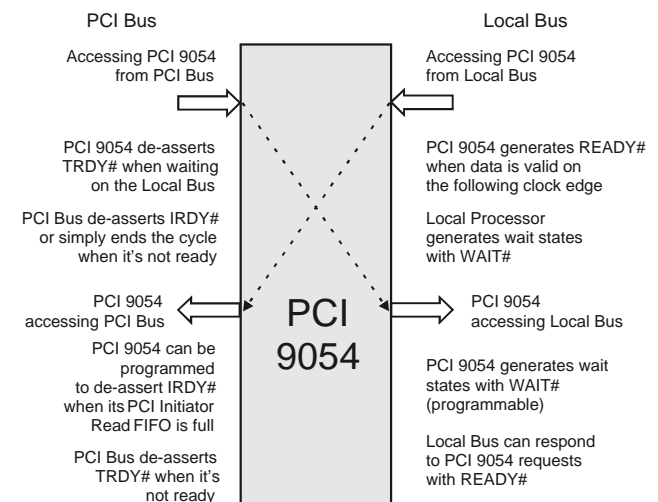 PCI Bus
Local Bus
Accessing PCI 9054
from PCI Bus
Accessing PCI 9054
from Local Bus
PCI 9054 de-asserts
TRDY# when waiting
on the Local Bus
PCI 9054 generates READY#
when data is valid on
the following clock edge
PCI Bus de-asserts IRDY#
or simply ends the cycle
when it's not ready
Local Processor
generates wait states
with WAIT#
PCI 9054
accessing PCI Bus
PCI
9054
PCI 9054
accessing Local Bus
PCI 9054 can be
programmed
to de-assert IRDY#
when its PCI Initiator
Read FIFO is full
PCI 9054 generates wait
states with WAIT#
(programmable)
PCI Bus de-asserts
TRDY# when it's
not ready
Local Bus can respond
to PCI 9054 requests
with READY#